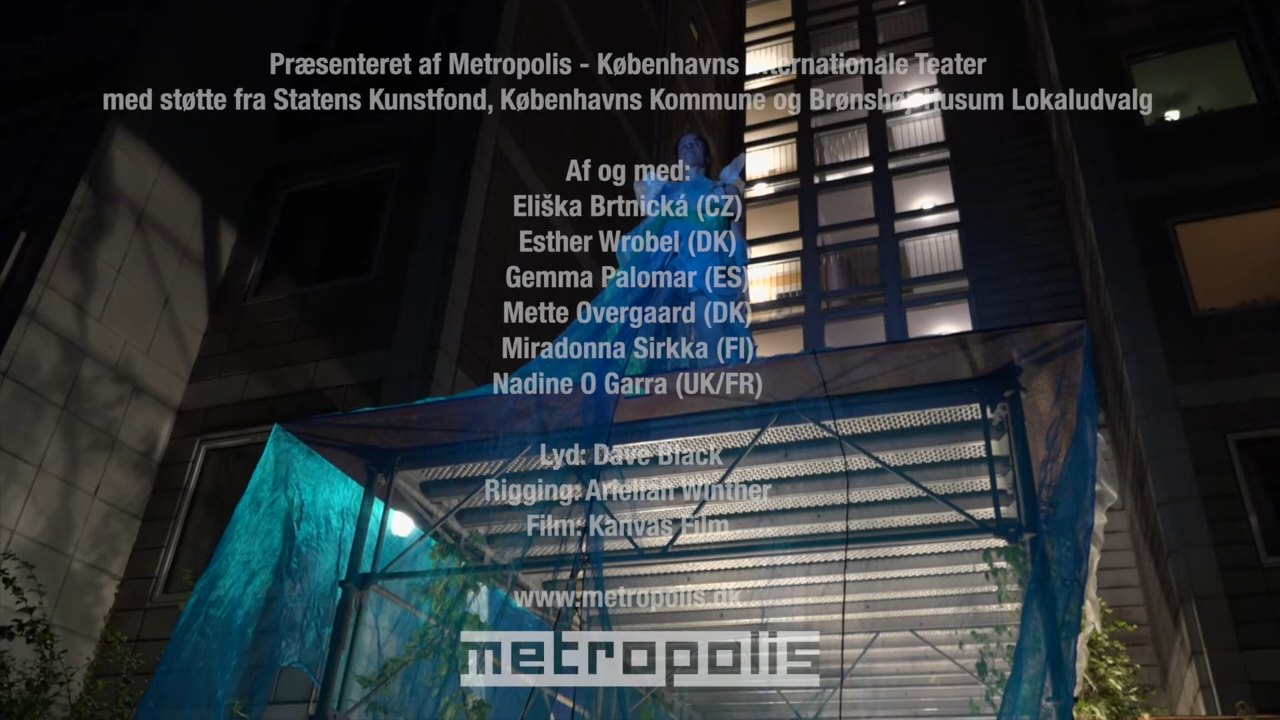 Præsenteret af Metropolis - Københavns Internationale Teater
med støtte fra Statens Kunstfond, Københavns Kommune og Brønshøj-Husum Lokaludvalg
Af og med:
Eliška Brtnická (CZ)
Esther Wrobel (DK)
Gemma Palomar (ES)
Mette Overgaard (DK)
Miradonna Sirkka (FI)
Nadine O Garra (UK/FR)
Lyd: Dave Black
Rigging: Artellan Winther
Film: Kanvas Film
www.metropolis.dk
metropolis